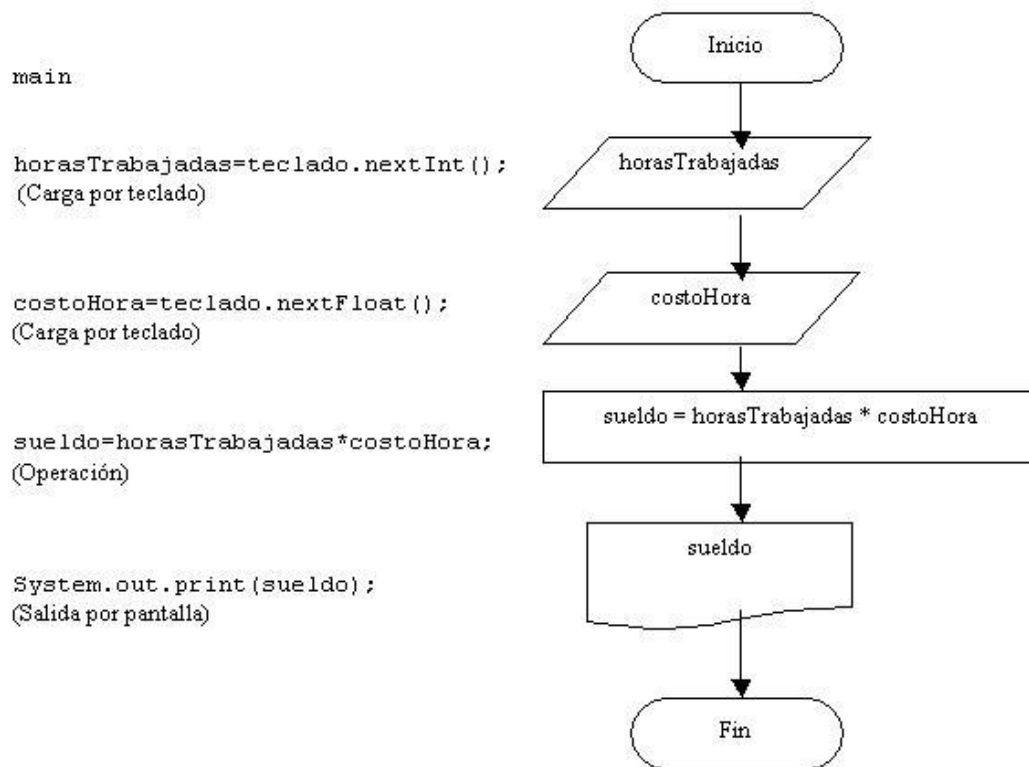 Inicio
main
horasTrabajadas=teclado.nextInt();
(Carga por teclado)
horasTrabajadas
costoHora=teclado.nextFloat();
(Carga por teclado)
costoHora
sueldo=horasTrabajadas*costoHora;
(Operación)
sueldo = horasTrabajadas * costoHora
System.out.print(sueldo);
(Salida por pantalla)
sueldo
Fin